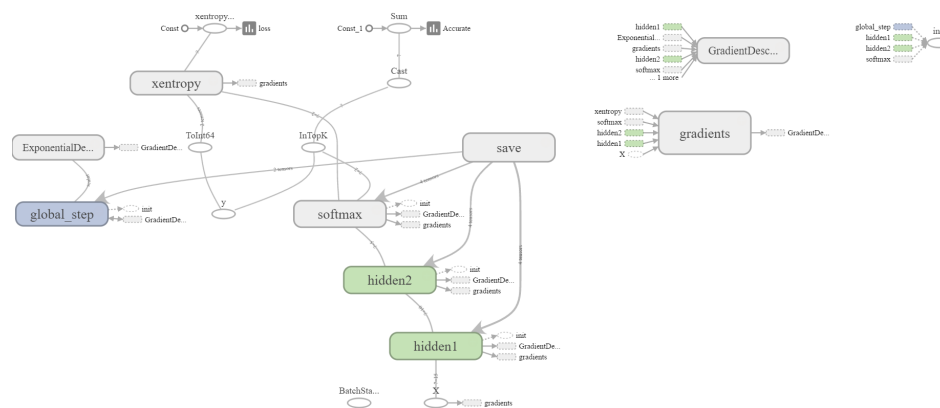 xentropy...
Const
loss
Sum
Const_1
Accurate
hidden1
Exponential...
gradients
hidden2
softmax
... 1 more
GradientDesc...
global_step
hidden1
hidden2
softmax
in
xentropy
gradients
Cast
ToInt64
InTopK
ExponentialDe...
GradientDe...
save
xentropy
softmax
hidden2
hidden1
X
gradients
GradientDe...
global_step
init
GradientDe...
y
softmax
init
GradientDe...
gradients
hidden2
init
GradientDe...
gradients
hidden1
init
GradientDe...
gradients
BatchSta...
X
gradients